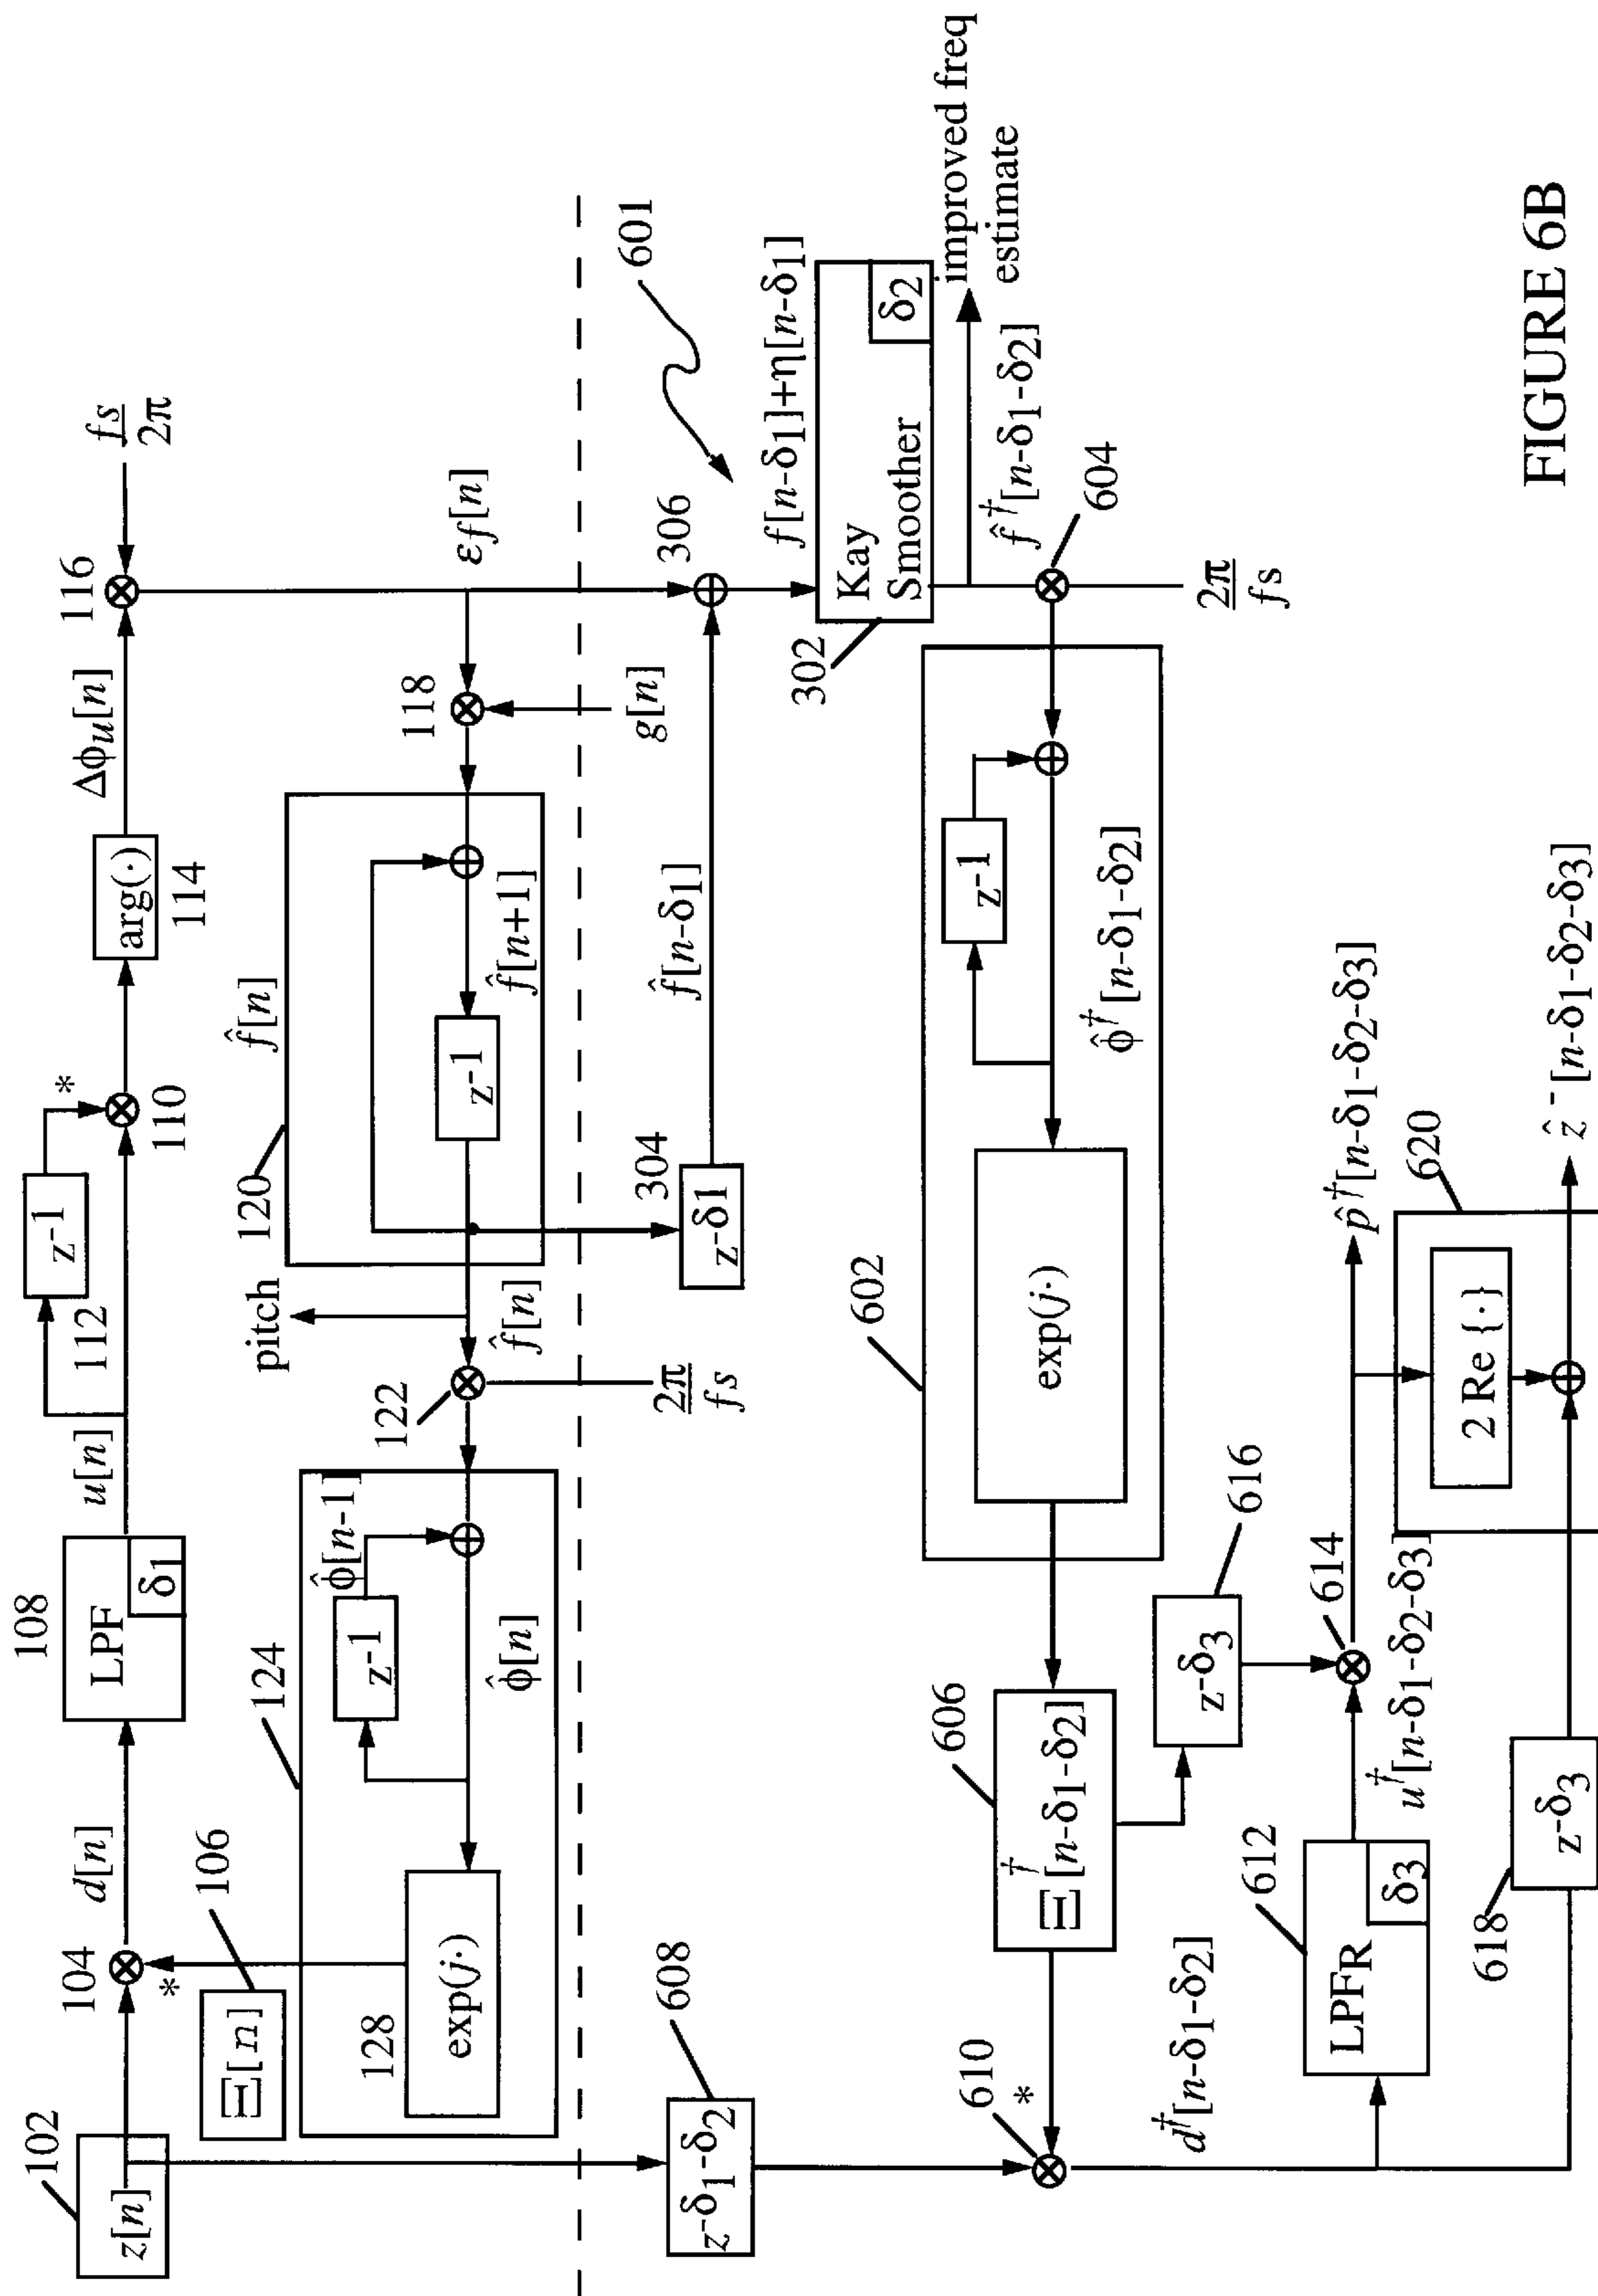 102
z[n]
104
d[n]
*
106
Ξ[n]
108
LPF
δ1
u[n]
112
z-1
*
110
arg(·)
114
Δϕu[n]
116
fs
2π
εf[n]
124
128
exp(j·)
z-1
ϕ̂[n-1]
ϕ̂[n]
122
2π
fs
pitch
f̂[n]
120
f̂[n]
z-1
f̂[n+1]
118
g[n]
304
z-δ1
f̂[n-δ1]
306
601
f[n-δ1]+η[n-δ1]
302
Kay
Smoother
δ2
improved freq
estimate
f̂†[n-δ1-δ2]
604
2π
fs
602
z-1
ϕ̂†[n-δ1-δ2]
exp(j·)
606
Ξ†[n-δ1-δ2]
608
z-δ1-δ2
610
*
d†[n-δ1-δ2]
616
z-δ3
612
LPFR
δ3
614
u†[n-δ1-δ2-δ3]
p̂†[n-δ1-δ2-δ3]
618
z-δ3
620
2 Re {·}
ẑ-[n-δ1-δ2-δ3]
FIGURE 6B